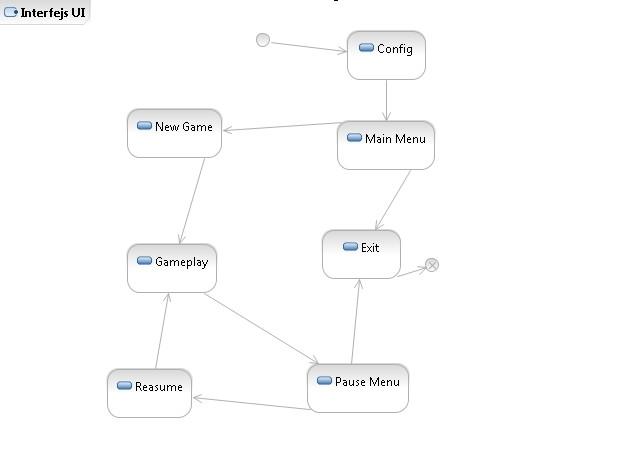 Interfejs UI
Config
New Game
Main Menu
Gameplay
Exit
Reasume
Pause Menu